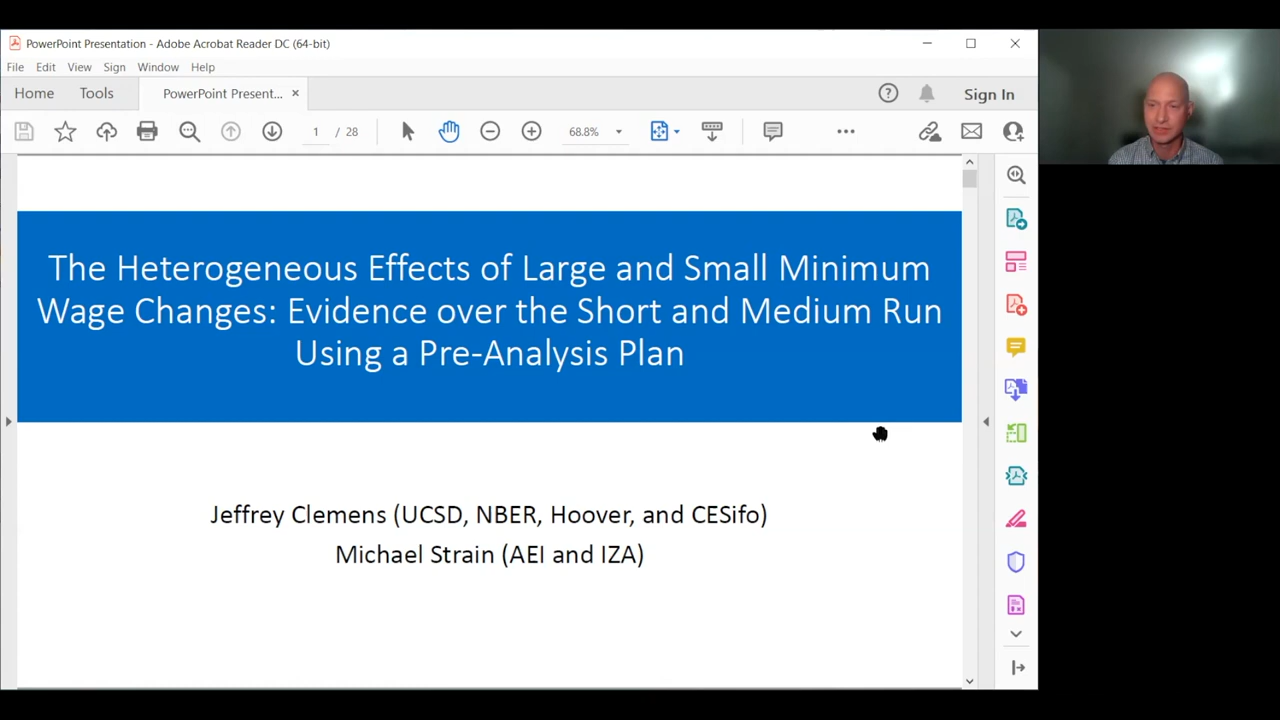 PowerPoint Presentation - Adobe Acrobat Reader DC (64-bit)
File Edit View Sign Window Help
Home Tools PowerPoint Present... ×
Sign In
1 / 28
68.8%
The Heterogeneous Effects of Large and Small Minimum
Wage Changes: Evidence over the Short and Medium Run
Using a Pre-Analysis Plan
Jeffrey Clemens (UCSD, NBER, Hoover, and CESifo)
Michael Strain (AEI and IZA)